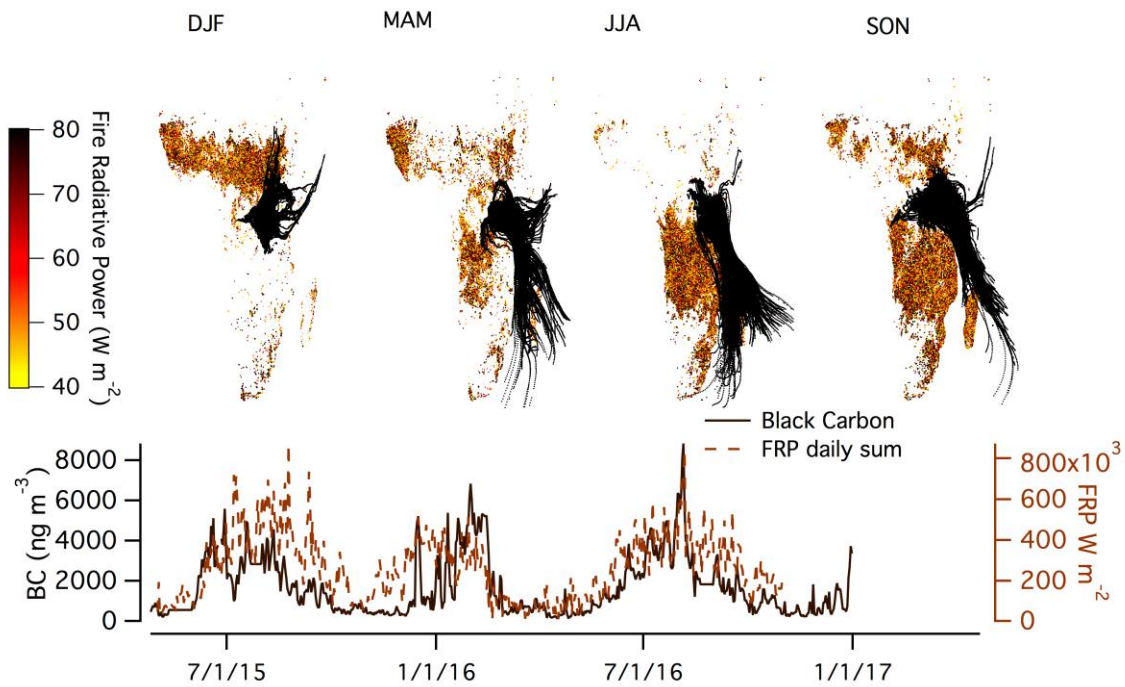 DJF
MAM
JJA
SON
Fire Radiative Power (W m-2)
80
70
60
50
40
Black Carbon
FRP daily sum
BC (ng m-3)
8000
6000
4000
2000
0
800x10³
600
400
200
0
FRP W m-2
7/1/15
1/1/16
7/1/16
1/1/17